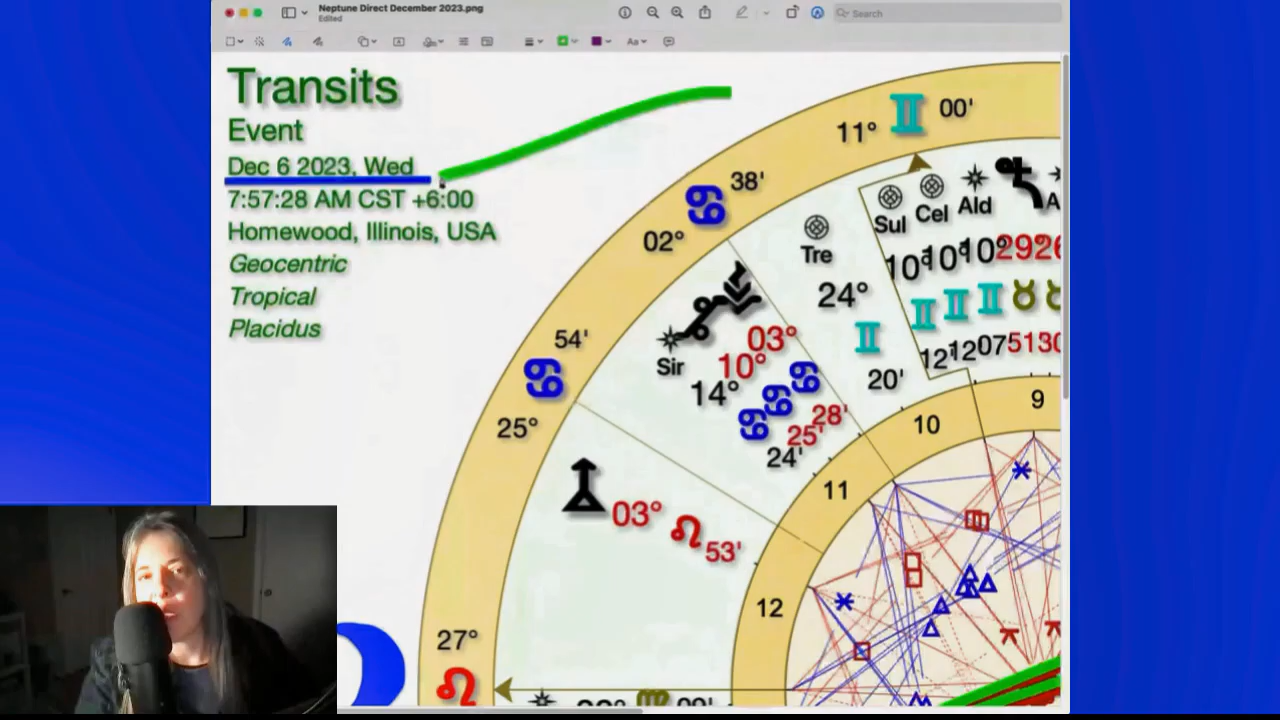 Neptune Direct December 2023.png
Edited
Search
Aa
Transits
Event
Dec 6 2023, Wed
7:57:28 AM CST +6:00
Homewood, Illinois, USA
Geocentric
Tropical
Placidus
11° ♊ 00'
38'
♋
02°
54'
♋
25°
27°
♌
Tre
24°
♊
20'
Sul Cel Ald
♊ ♊ ♊ ♉
Sir
03°
10°
14°
♋ ♋ ♋
28'
25'
24'
03° ♌ 53'
9
10
11
12
♍